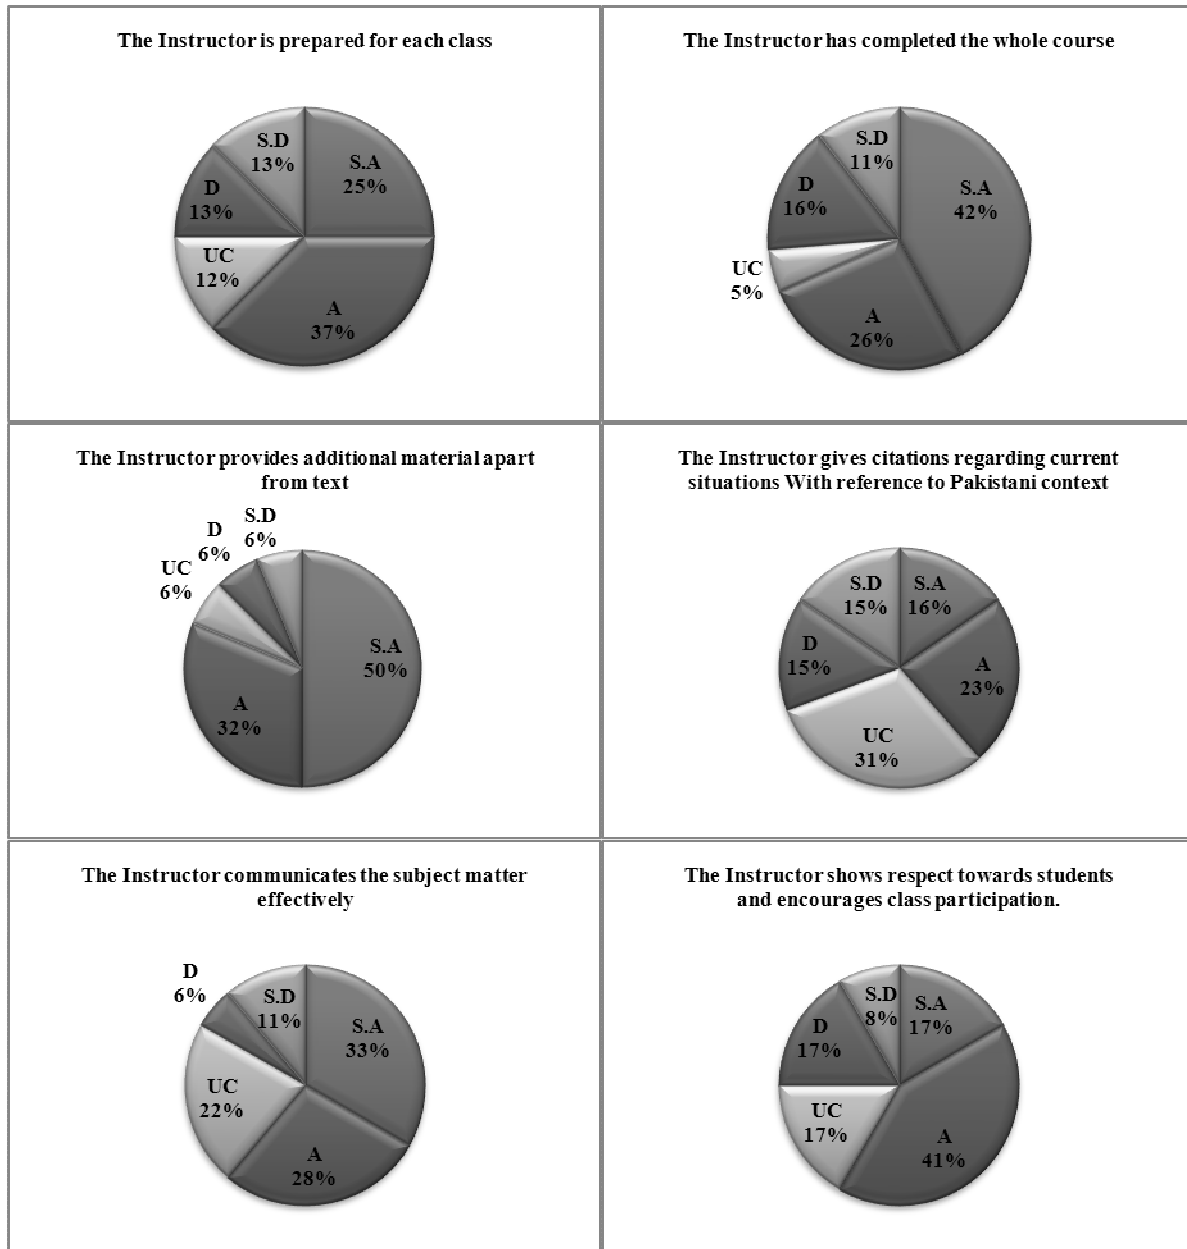 The Instructor is prepared for each class
S.D
13%
S.A
25%
D
13%
UC
12%
A
37%
The Instructor has completed the whole course
S.D
11%
S.A
42%
D
16%
UC
5%
A
26%
The Instructor provides additional material apart
from text
S.D
6%
D
6%
UC
6%
S.A
50%
A
32%
The Instructor gives citations regarding current
situations With reference to Pakistani context
S.D
15%
S.A
16%
D
15%
A
23%
UC
31%
The Instructor communicates the subject matter
effectively
D
6%
S.D
11%
S.A
33%
UC
22%
A
28%
The Instructor shows respect towards students
and encourages class participation.
S.D
8%
S.A
17%
D
17%
UC
17%
A
41%